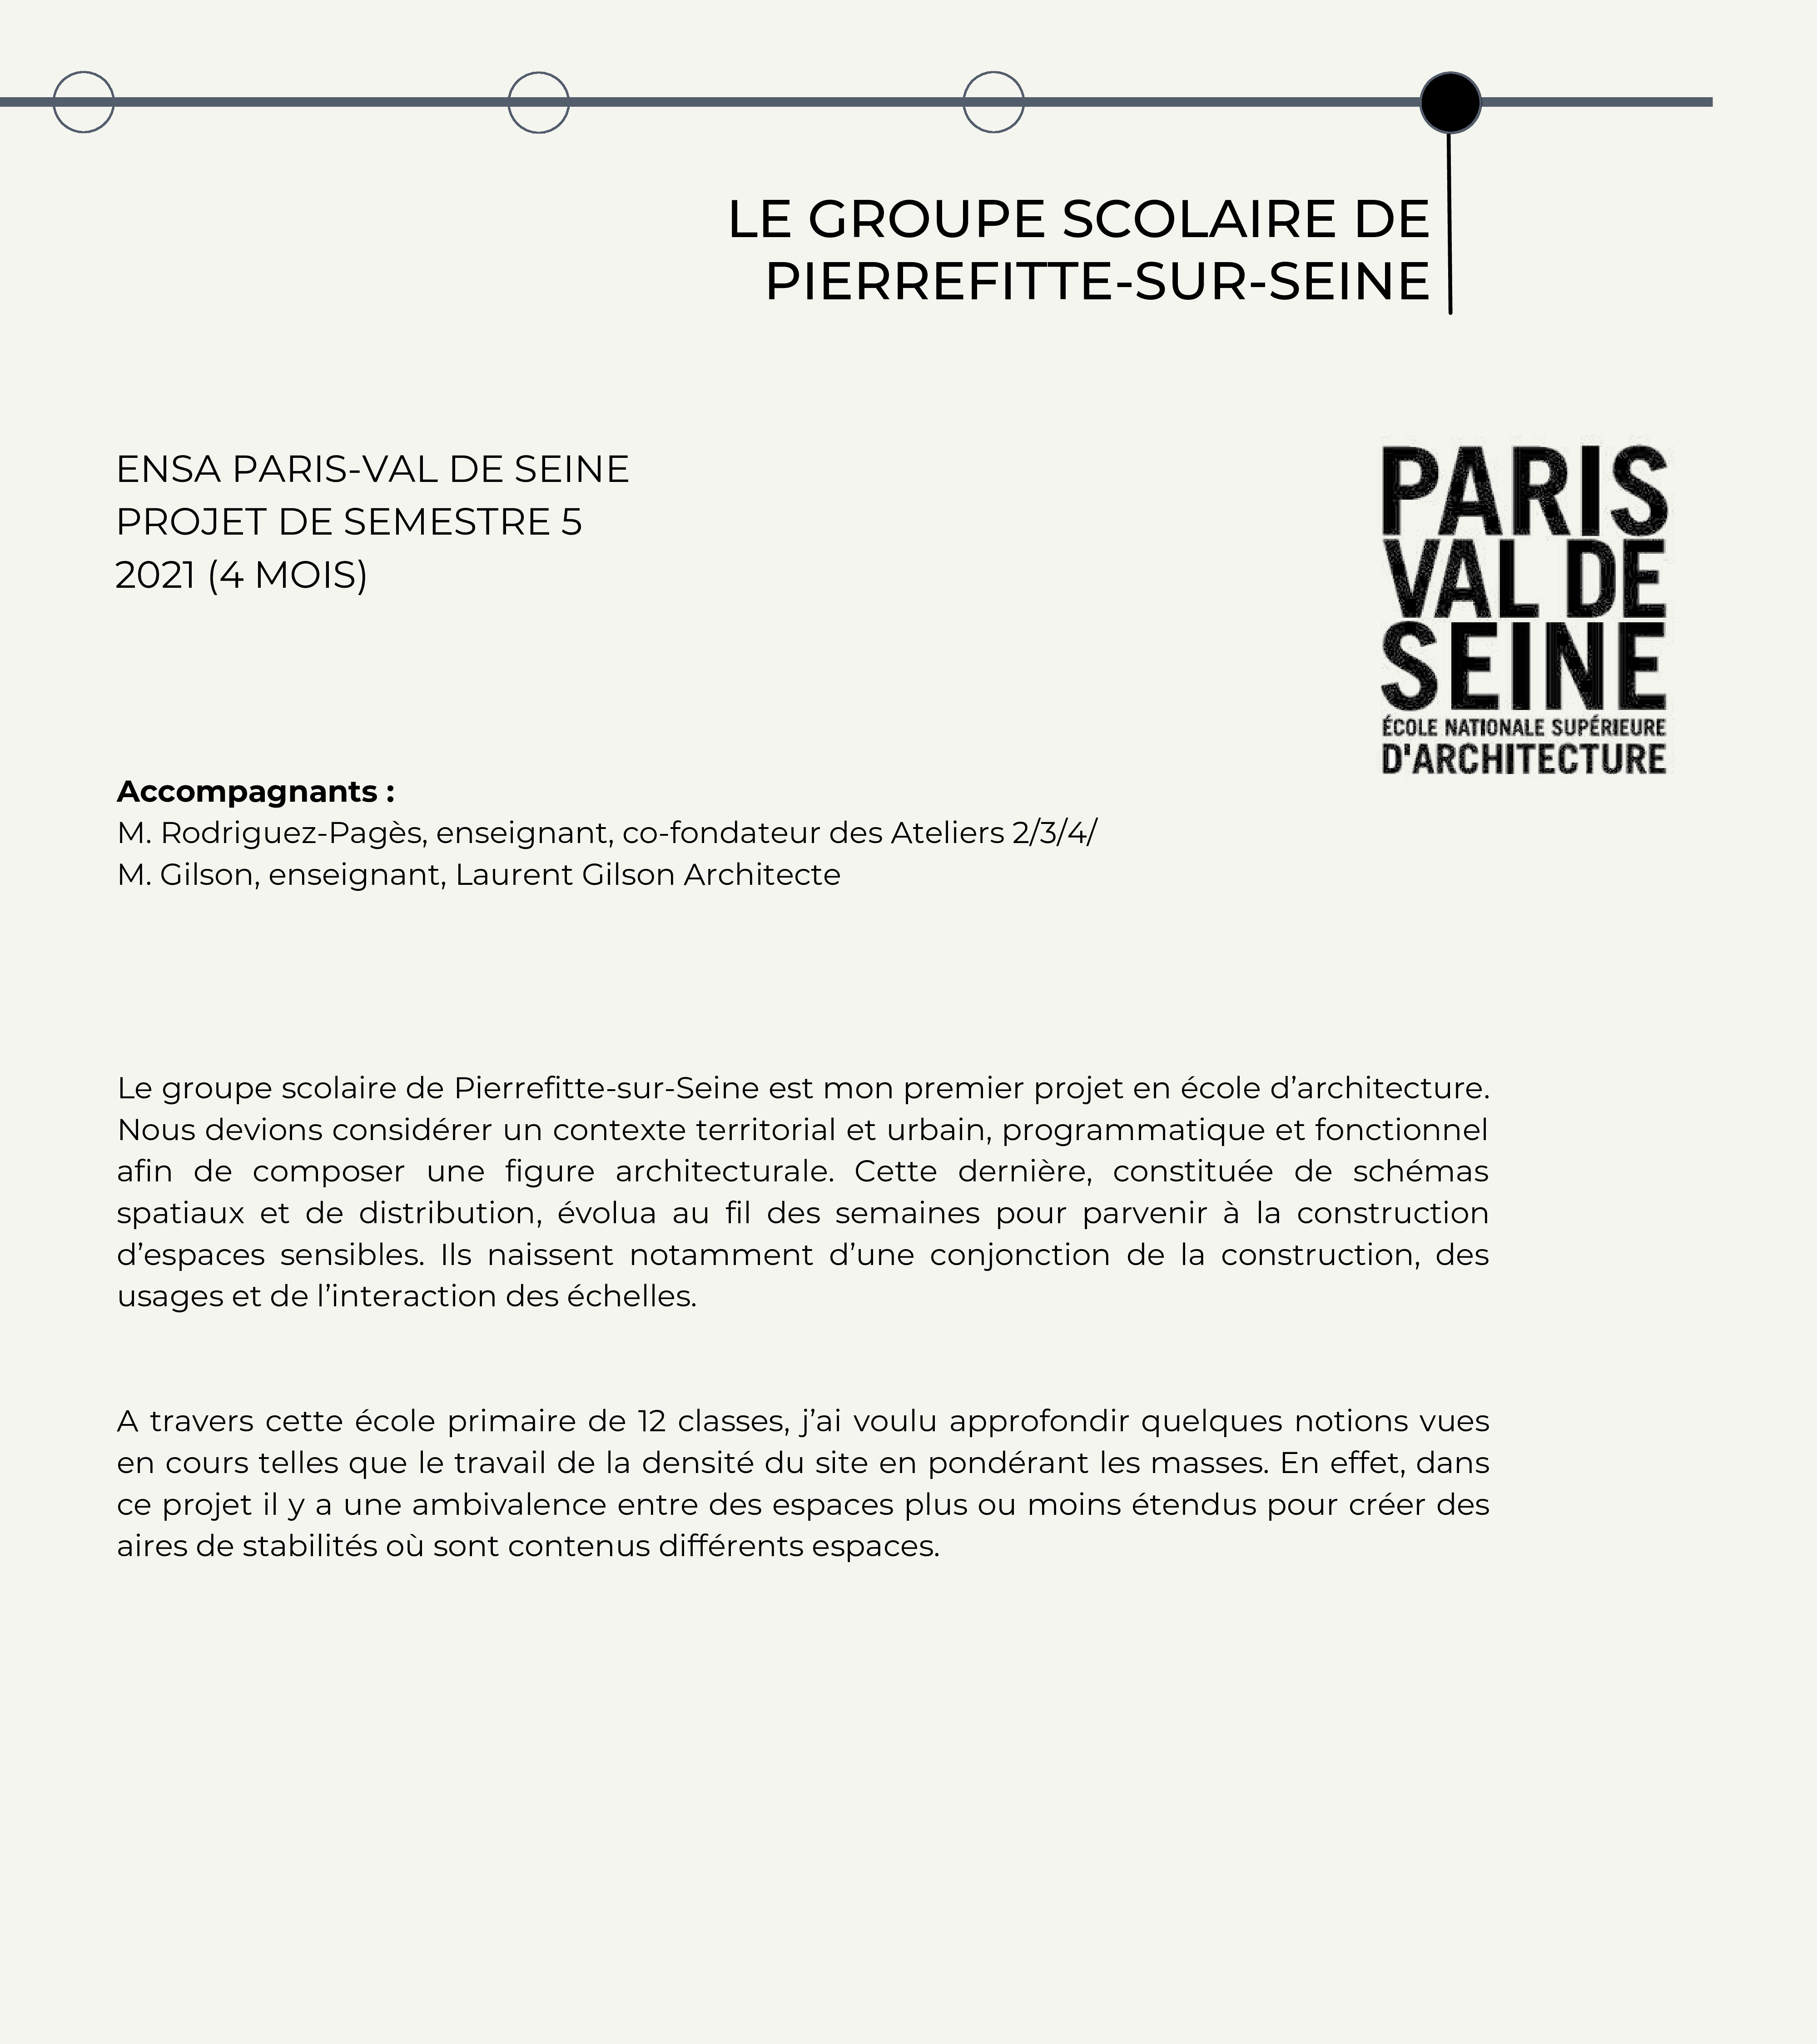 LE GROUPE SCOLAIRE DE
PIERREFITTE-SUR-SEINE
ENSA PARIS-VAL DE SEINE
PROJET DE SEMESTRE 5
2021 (4 MOIS)
PARIS
VAL DE
SEINE
ÉCOLE NATIONALE SUPÉRIEURE
D'ARCHITECTURE
Accompagnants :
M. Rodriguez-Pagès, enseignant, co-fondateur des Ateliers 2/3/4/
M. Gilson, enseignant, Laurent Gilson Architecte
Le groupe scolaire de Pierrefitte-sur-Seine est mon premier projet en école d’architecture.
Nous devions considérer un contexte territorial et urbain, programmatique et fonctionnel
afin de composer une figure architecturale. Cette dernière, constituée de schémas
spatiaux et de distribution, évolua au fil des semaines pour parvenir à la construction
d’espaces sensibles. Ils naissent notamment d’une conjonction de la construction, des
usages et de l’interaction des échelles.
A travers cette école primaire de 12 classes, j’ai voulu approfondir quelques notions vues
en cours telles que le travail de la densité du site en pondérant les masses. En effet, dans
ce projet il y a une ambivalence entre des espaces plus ou moins étendus pour créer des
aires de stabilités où sont contenus différents espaces.